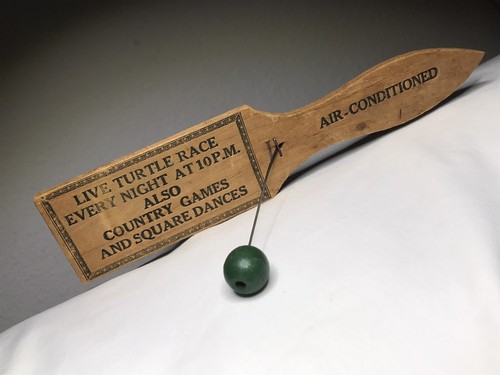 LIVE TURTLE RACE
EVERY NIGHT AT 10 P.M.
ALSO
COUNTRY GAMES
AND SQUARE DANCES
AIR-CONDITIONED